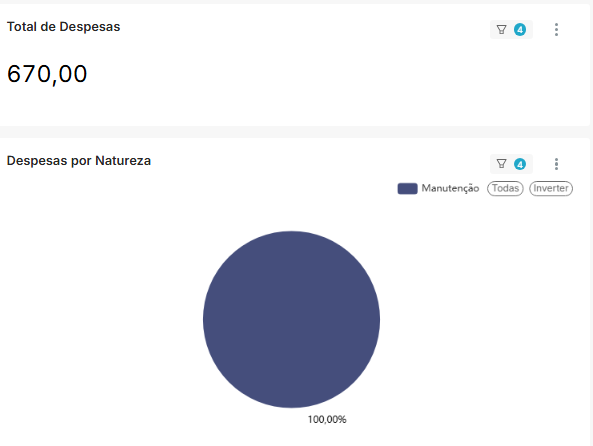 Total de Despesas 4
670,00
Despesas por Natureza 4
Manutenção Todas Inverter
100,00%